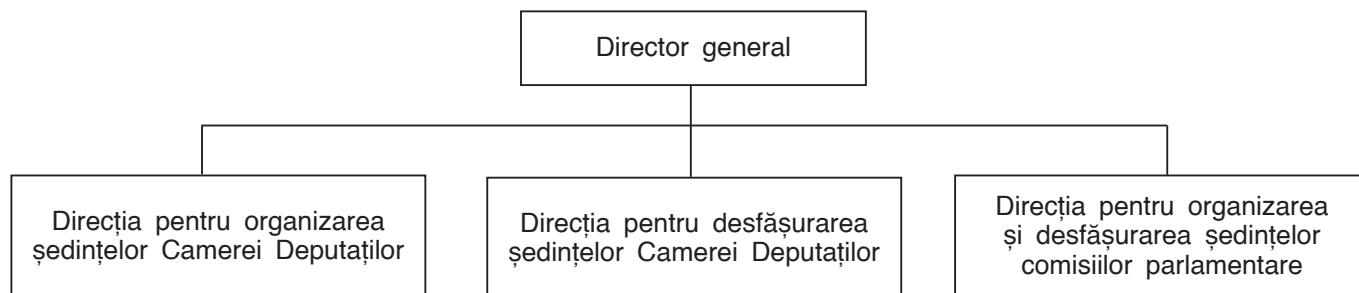 Director general
Direcția pentru organizarea
ședințelor Camerei Deputaților
Direcția pentru desfășurarea
ședințelor Camerei Deputaților
Direcția pentru organizarea
și desfășurarea ședințelor
comisiilor parlamentare